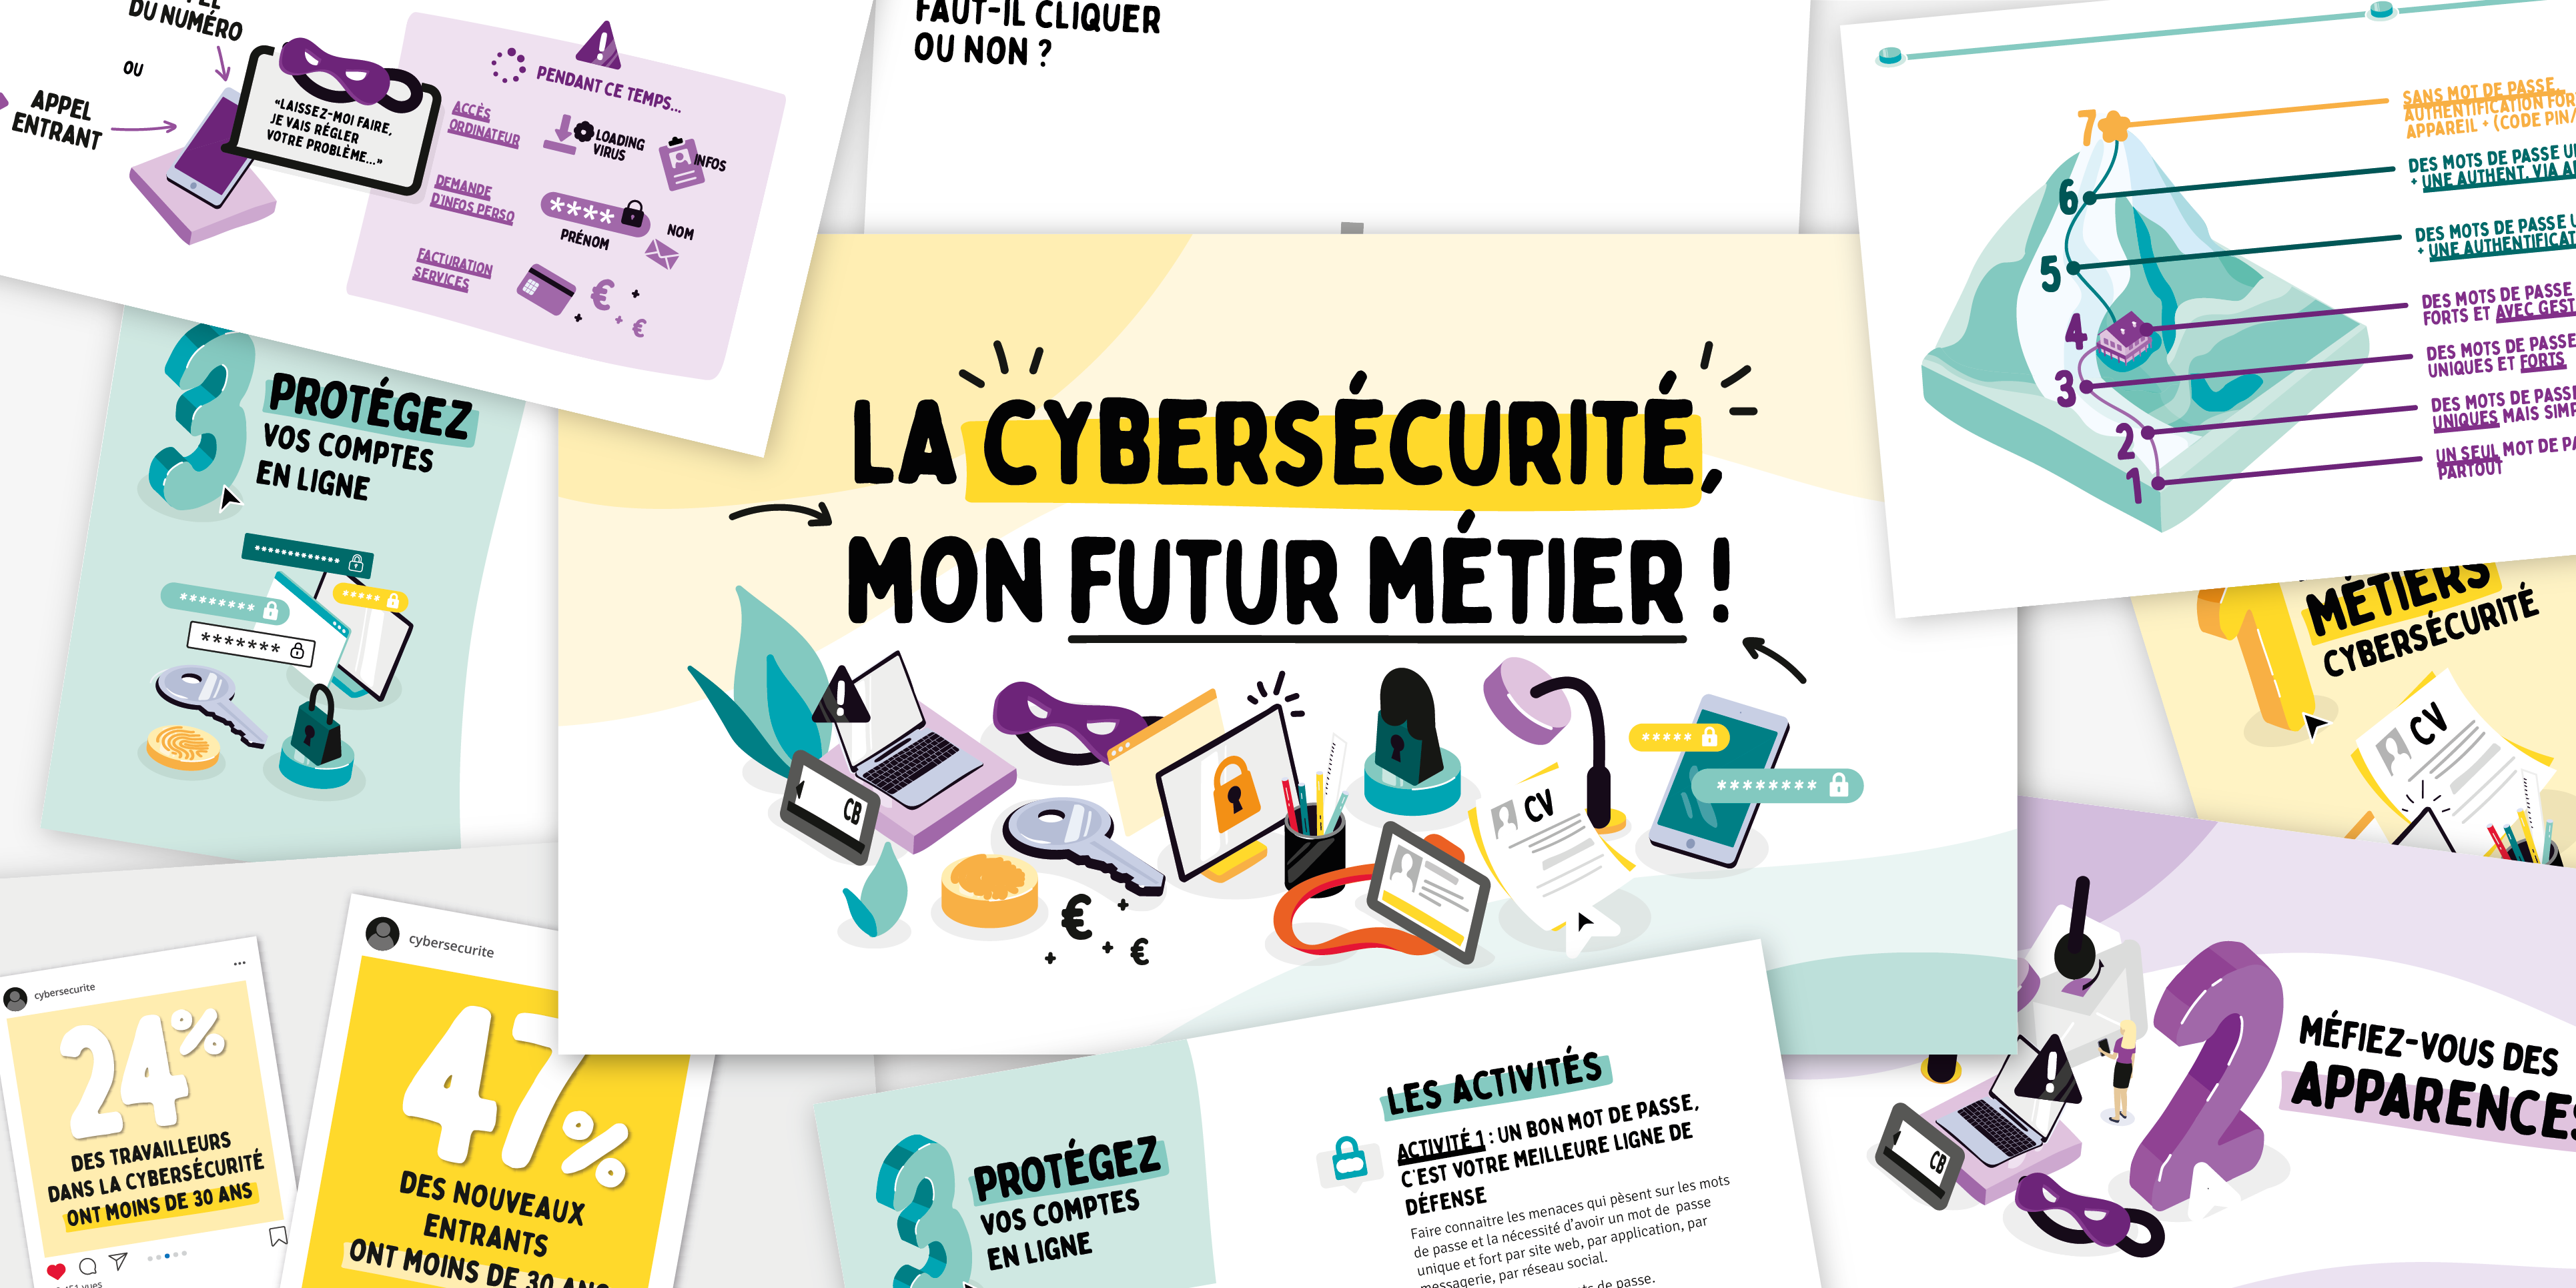 DU NUMÉRO
OU
APPEL
ENTRANT
“LAISSEZ-MOI FAIRE,
JE VAIS RÉGLER
VOTRE PROBLÈME...”
PENDANT CE TEMPS...
ACCÈS
ORDINATEUR
LOADING
VIRUS
INFOS
DEMANDE
D'INFOS PERSO
****
PRÉNOM
NOM
FACTURATION
SERVICES
€
€
FAUT-IL CLIQUER
OU NON ?
7
6
5
4
3
2
1
SANS MOT DE PASSE,
AUTHENTIFICATION
APPAREIL + (CODE PIN/
DES MOTS DE PASSE
+ UNE AUTHENT. VIA
DES MOTS DE PASSE
+ UNE
DES MOTS DE PASSE
FORTS ET AVEC
DES MOTS DE PASSE
UNIQUES ET FORTS
DES MOTS DE PASSE
UNIQUES MAIS
UN SEUL MOT DE
PARTOUT
3
PROTÉGEZ
VOS COMPTES
EN LIGNE
LA CYBERSÉCURITÉ,
MON FUTUR MÉTIER !
CB
CV
*****
********
€
€
1
MÉTIERS
CYBERSÉCURITÉ
CV
cybersecurite
24%
DES TRAVAILLEURS
DANS LA CYBERSÉCURITÉ
ONT MOINS DE 30 ANS
cybersecurite
47%
DES NOUVEAUX
ENTRANTS
ONT MOINS DE 30 ANS
3
PROTÉGEZ
VOS COMPTES
EN LIGNE
LES ACTIVITÉS
ACTIVITÉ 1 : UN BON MOT DE PASSE,
C'EST VOTRE MEILLEURE LIGNE DE
DÉFENSE
Faire connaitre les menaces qui pèsent sur les mots
de passe et la nécessité d'avoir un mot de passe
unique et fort par site web, par application, par
messagerie, par réseau social.
de passe.
CB
2
MÉFIEZ-VOUS DES
APPARENCES